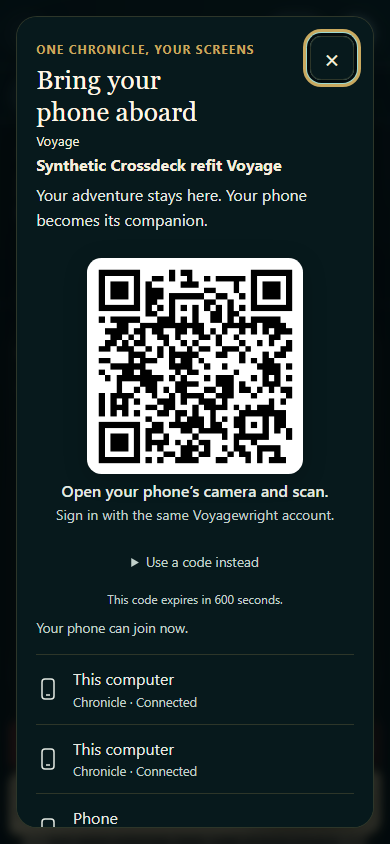 ONE CHRONICLE, YOUR SCREENS
Bring your
phone aboard
Voyage
Synthetic Crossdeck refit Voyage
Your adventure stays here. Your phone
becomes its companion.
Open your phone’s camera and scan.
Sign in with the same Voyagewright account.
Use a code instead
This code expires in 600 seconds.
Your phone can join now.
This computer
Chronicle · Connected
This computer
Chronicle · Connected
Phone